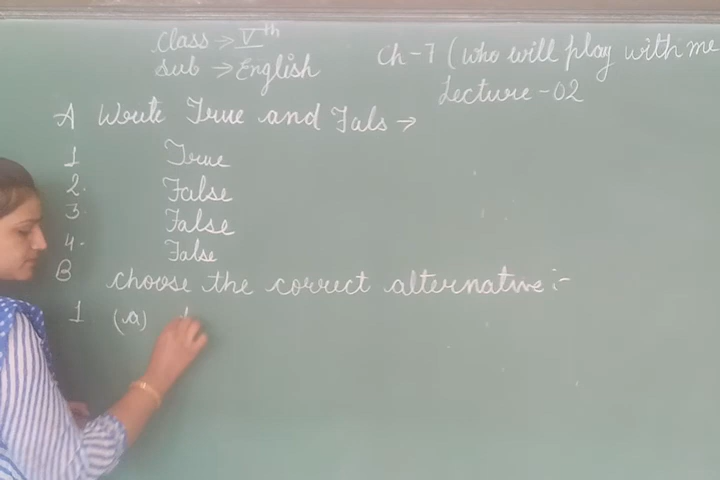 Class → Vth
Sub → English
Ch-7 (who will play with me
Lecture-02
A Write True and Fals →
1 True
2. False
3. False
4. False
B choose the correct alternative :-
1 (a)